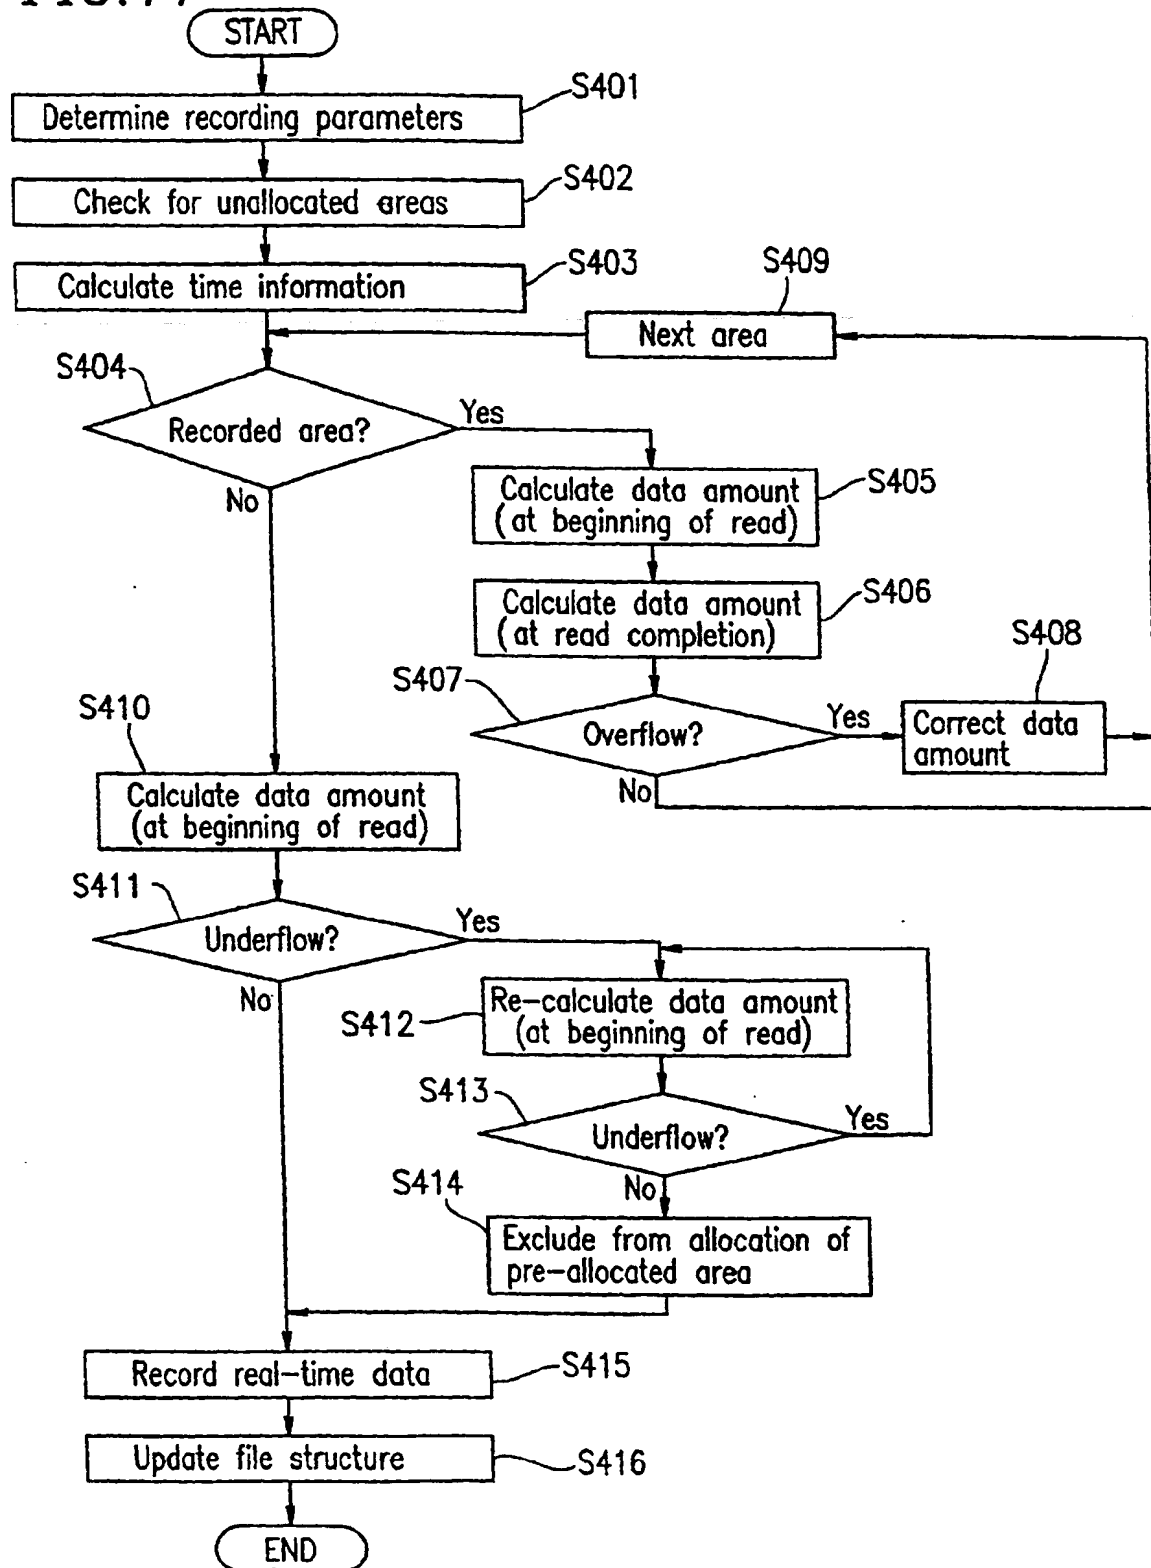 START
S401
Determine recording parameters
S402
Check for unallocated areas
S403
Calculate time information
S409
Next area
S404
Recorded area?
Yes
No
S405
Calculate data amount
(at beginning of read)
S406
Calculate data amount
(at read completion)
S407
Overflow?
Yes
No
S408
Correct data
amount
S410
Calculate data amount
(at beginning of read)
S411
Underflow?
Yes
No
S412
Re-calculate data amount
(at beginning of read)
S413
Underflow?
Yes
No
S414
Exclude from allocation of
pre-allocated area
S415
Record real-time data
S416
Update file structure
END